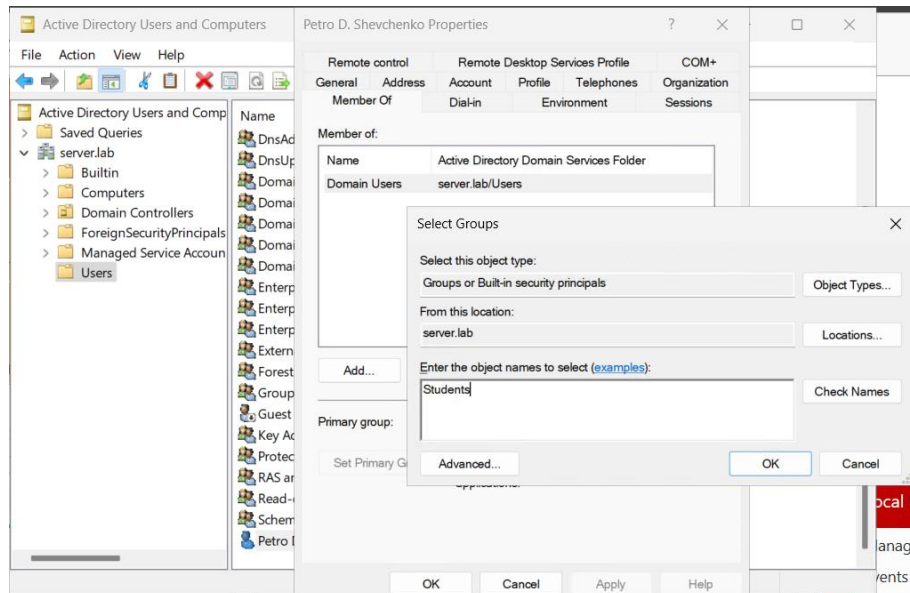 Active Directory Users and Computers
File Action View Help
Active Directory Users and Comp
Saved Queries
server.lab
Builtin
Computers
Domain Controllers
ForeignSecurityPrincipals
Managed Service Accoun
Users
Name
DnsAd
DnsUp
Domai
Domai
Domai
Domai
Domai
Enterp
Enterp
Enterp
Extern
Forest
Group
Guest
Key Ac
Protec
RAS ar
Read-
Schem
Petro
Petro D. Shevchenko Properties
Remote control Remote Desktop Services Profile COM+
General Address Account Profile Telephones Organization
Member Of Dial-in Environment Sessions
Member of:
Name Active Directory Domain Services Folder
Domain Users server.lab/Users
Add...
Primary group:
Set Primary G
OK Cancel Apply Help
Select Groups
Select this object type:
Groups or Built-in security principals
Object Types...
From this location:
server.lab
Locations...
Enter the object names to select (examples):
Students
Check Names
Advanced...
OK Cancel
ocal
anag
vents